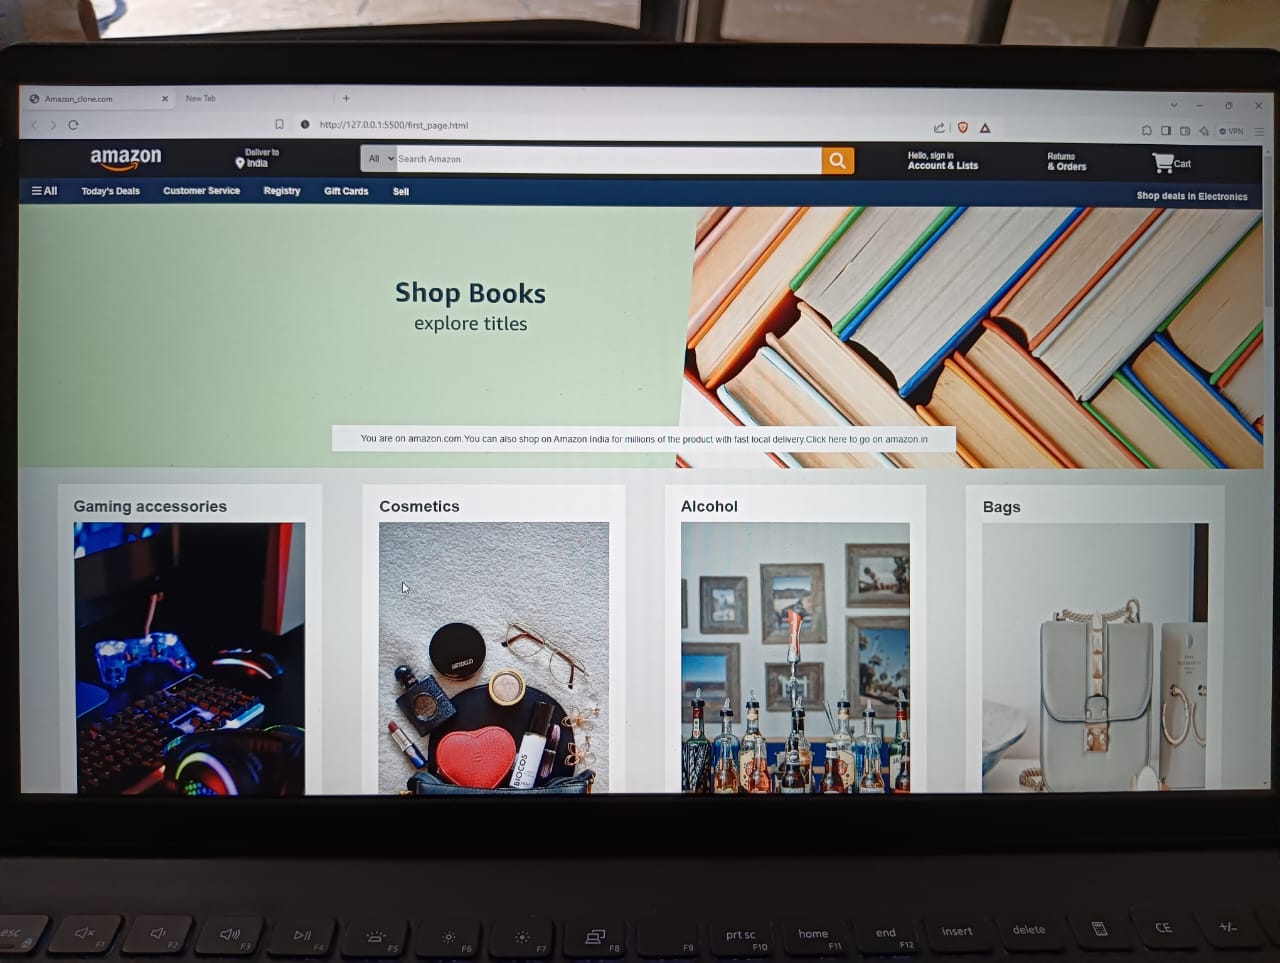 Amazon_clone.com
New Tab
http://127.0.0.1:5500/first_page.html
VPN
amazon
Deliver to
India
All
Search Amazon
Hello, sign in
Account & Lists
Returns
& Orders
Cart
All
Today's Deals
Customer Service
Registry
Gift Cards
Sell
Shop deals in Electronics
Shop Books
explore titles
You are on amazon.com.You can also shop on Amazon India for millions of the product with fast local delivery.Click here to go on amazon.in
Gaming accessories
Cosmetics
Alcohol
Bags
BIOCOS
esc
F1
F2
F3
F4
F5
F6
F7
F8
F9
prt sc
F10
home
F11
end
F12
insert
delete
CE
+/-